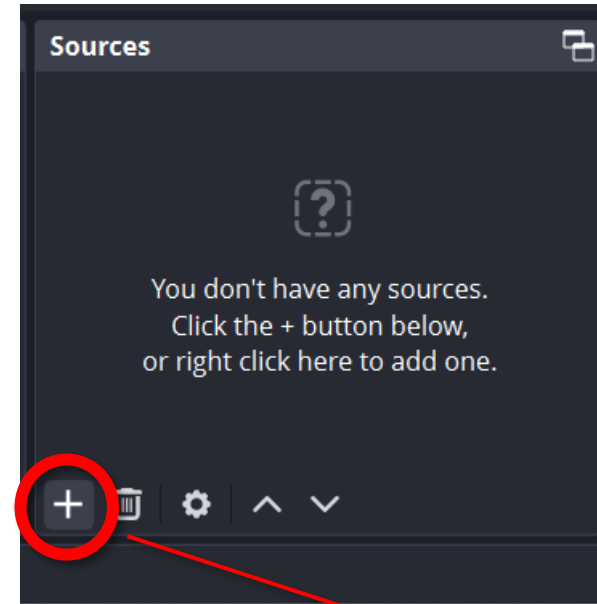 Sources
You don't have any sources.
Click the + button below,
or right click here to add one.